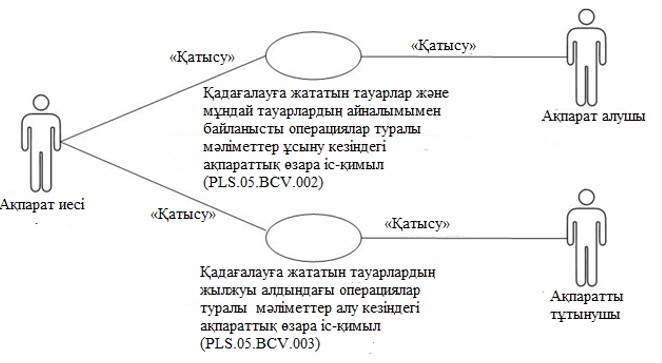 «Қатысу»
«Қатысу»
Қадағалауға жататын тауарлар және
мұндай тауарлардың айналымымен
байланысты операциялар туралы
мәліметтер ұсыну кезіндегі
ақпараттық өзара іс-қимыл
(PLS.05.BCV.002)
Ақпарат алушы
Ақпарат иесі
«Қатысу»
«Қатысу»
Қадағалауға жататын тауарлардың
жылжуы алдындағы операциялар
туралы мәліметтер алу кезіндегі
ақпараттық өзара іс-қимыл
(PLS.05.BCV.003)
Ақпаратты
тұтынушы